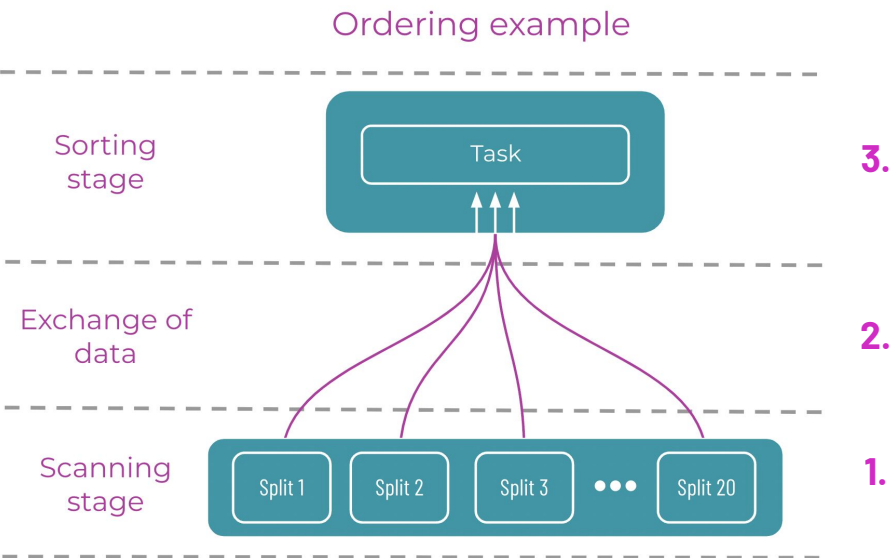 Ordering example
Sorting
stage
Task
3.
Exchange of
data
2.
Scanning
stage
Split 1
Split 2
Split 3
•••
Split 20
1.